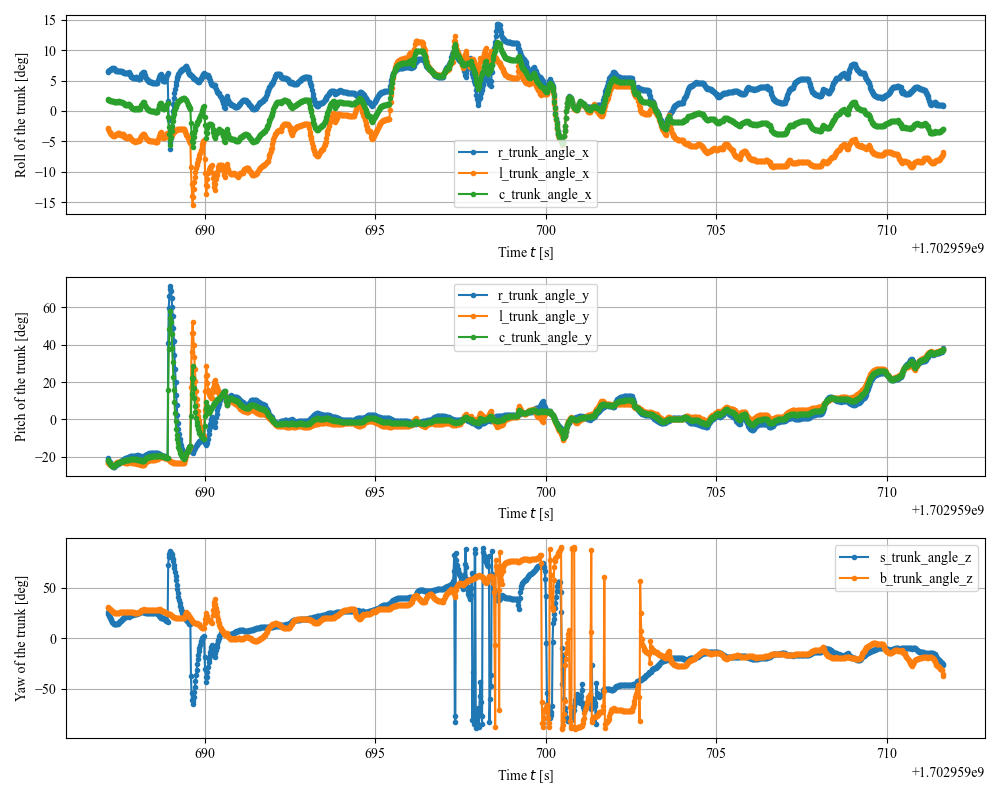 Roll of the trunk [deg]
15
10
5
0
−5
−10
−15
r_trunk_angle_x
l_trunk_angle_x
c_trunk_angle_x
690 695 700 705 710
Time t [s]
+1.702959e9
Pitch of the trunk [deg]
60
40
20
0
−20
r_trunk_angle_y
l_trunk_angle_y
c_trunk_angle_y
690 695 700 705 710
Time t [s]
+1.702959e9
Yaw of the trunk [deg]
50
0
−50
s_trunk_angle_z
b_trunk_angle_z
690 695 700 705 710
Time t [s]
+1.702959e9